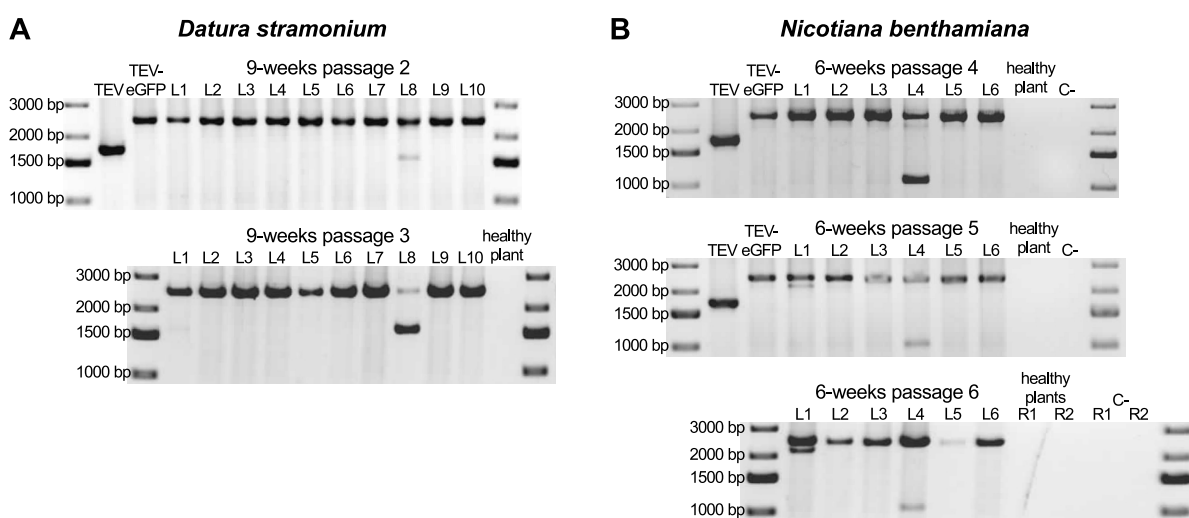 A
Datura stramonium
9-weeks passage 2
TEV TEV-eGFP L1 L2 L3 L4 L5 L6 L7 L8 L9 L10
3000 bp
2000 bp
1500 bp
1000 bp
9-weeks passage 3
L1 L2 L3 L4 L5 L6 L7 L8 L9 L10 healthy plant
3000 bp
2000 bp
1500 bp
1000 bp
B
Nicotiana benthamiana
6-weeks passage 4
TEV TEV-eGFP L1 L2 L3 L4 L5 L6 healthy plant C-
3000 bp
2000 bp
1500 bp
1000 bp
6-weeks passage 5
TEV TEV-eGFP L1 L2 L3 L4 L5 L6 healthy plant C-
3000 bp
2000 bp
1500 bp
1000 bp
6-weeks passage 6
healthy plants C-
L1 L2 L3 L4 L5 L6 R1 R2 R1 R2
3000 bp
2000 bp
1500 bp
1000 bp